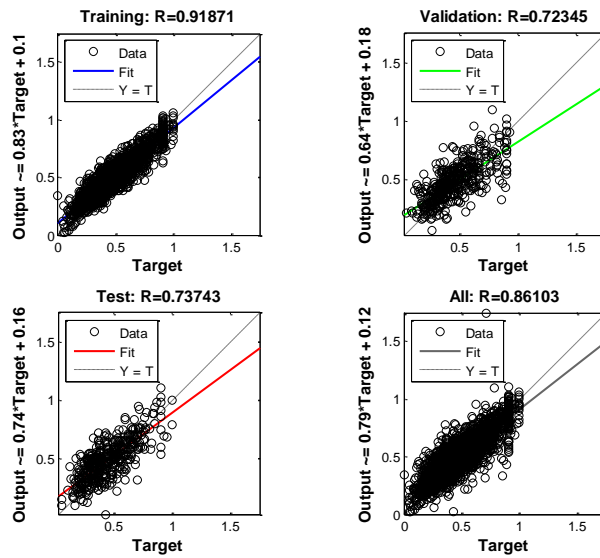 Training: R=0.91871
Output ~= 0.83*Target + 0.1
Data
Fit
Y = T
1.5
1
0.5
0
0
0.5
1
1.5
Target
Validation: R=0.72345
Output ~= 0.64*Target + 0.18
Data
Fit
Y = T
1.5
1
0.5
0
0
0.5
1
1.5
Target
Test: R=0.73743
Output ~= 0.74*Target + 0.16
Data
Fit
Y = T
1.5
1
0.5
0.5
1
1.5
Target
All: R=0.86103
Output ~= 0.79*Target + 0.12
Data
Fit
Y = T
1.5
1
0.5
0
0
0.5
1
1.5
Target